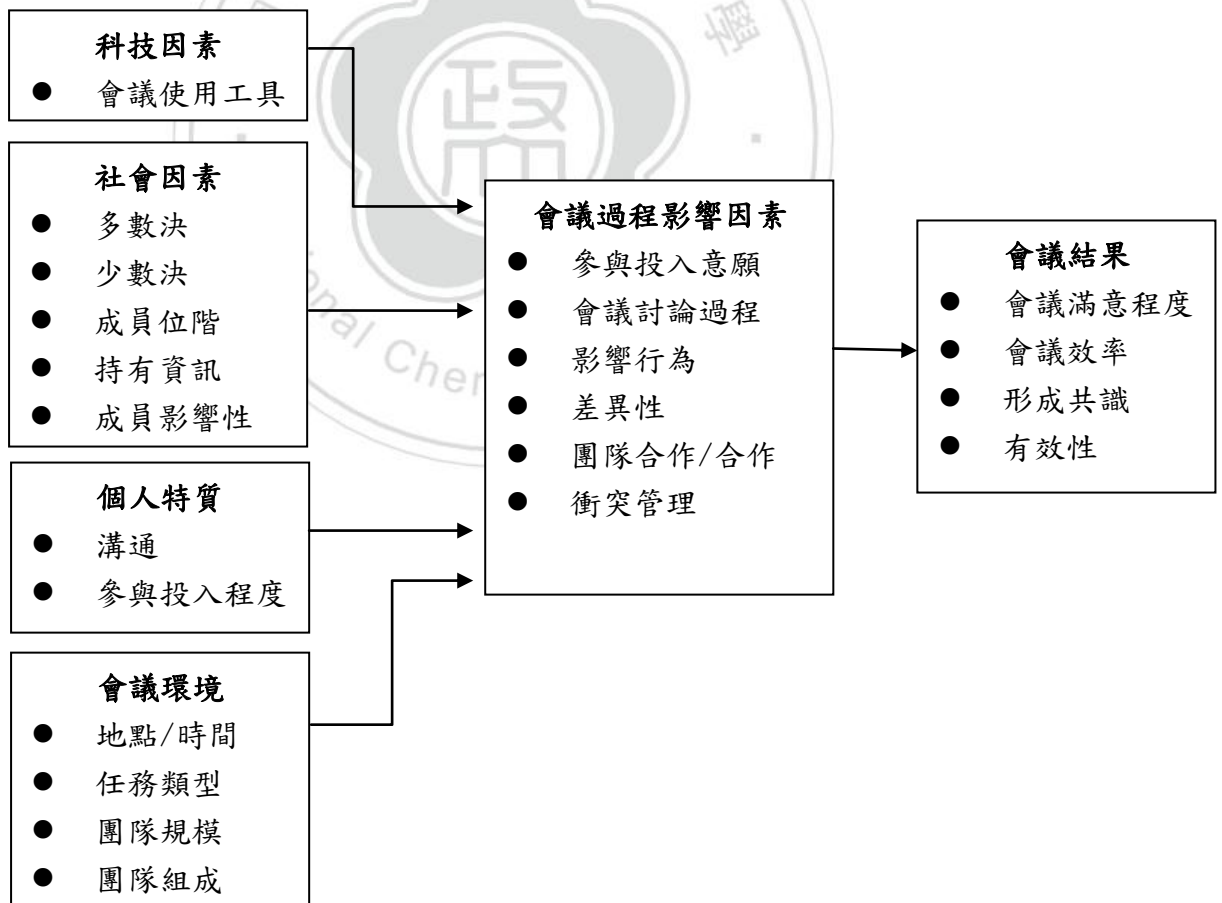 科技因素
● 會議使用工具
社會因素
● 多數決
● 少數決
● 成員位階
● 持有資訊
● 成員影響性
個人特質
● 溝通
● 參與投入程度
會議環境
● 地點/時間
● 任務類型
● 團隊規模
● 團隊組成
會議過程影響因素
● 參與投入意願
● 會議討論過程
● 影響行為
● 差異性
● 團隊合作/合作
● 衝突管理
會議結果
● 會議滿意程度
● 會議效率
● 形成共識
● 有效性
政
學